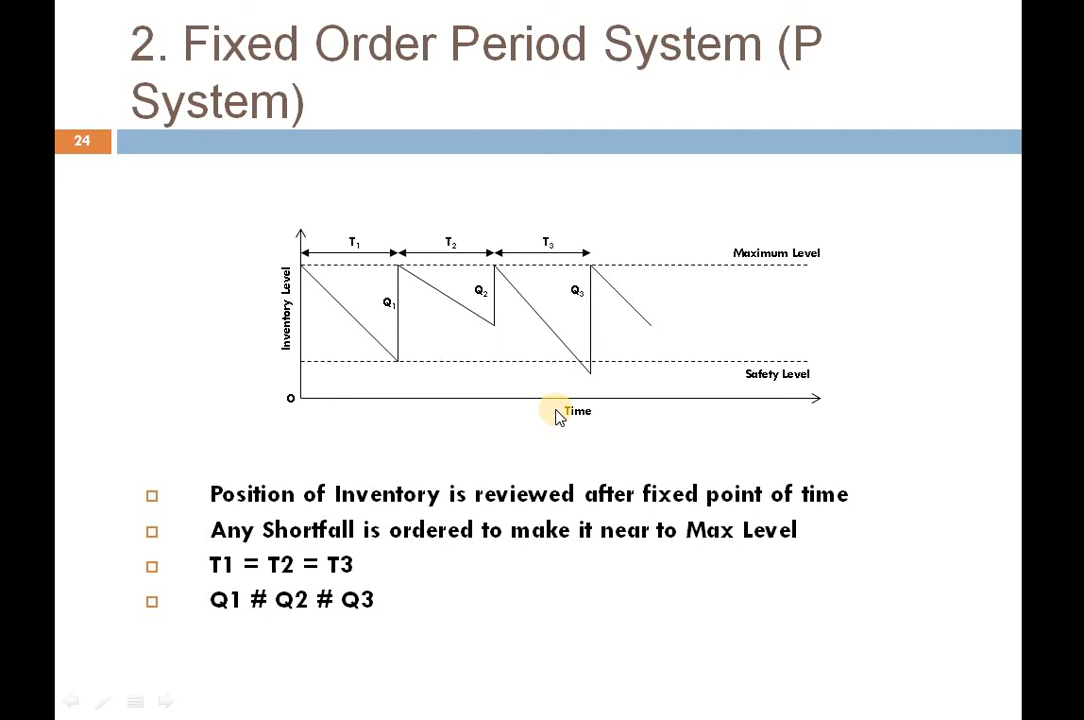 2. Fixed Order Period System (P
System)
24
T1 T2 T3
Maximum Level
Inventory Level
Q1 Q2 Q3
Safety Level
O
Time
Position of Inventory is reviewed after fixed point of time
Any Shortfall is ordered to make it near to Max Level
T1 = T2 = T3
Q1 # Q2 # Q3